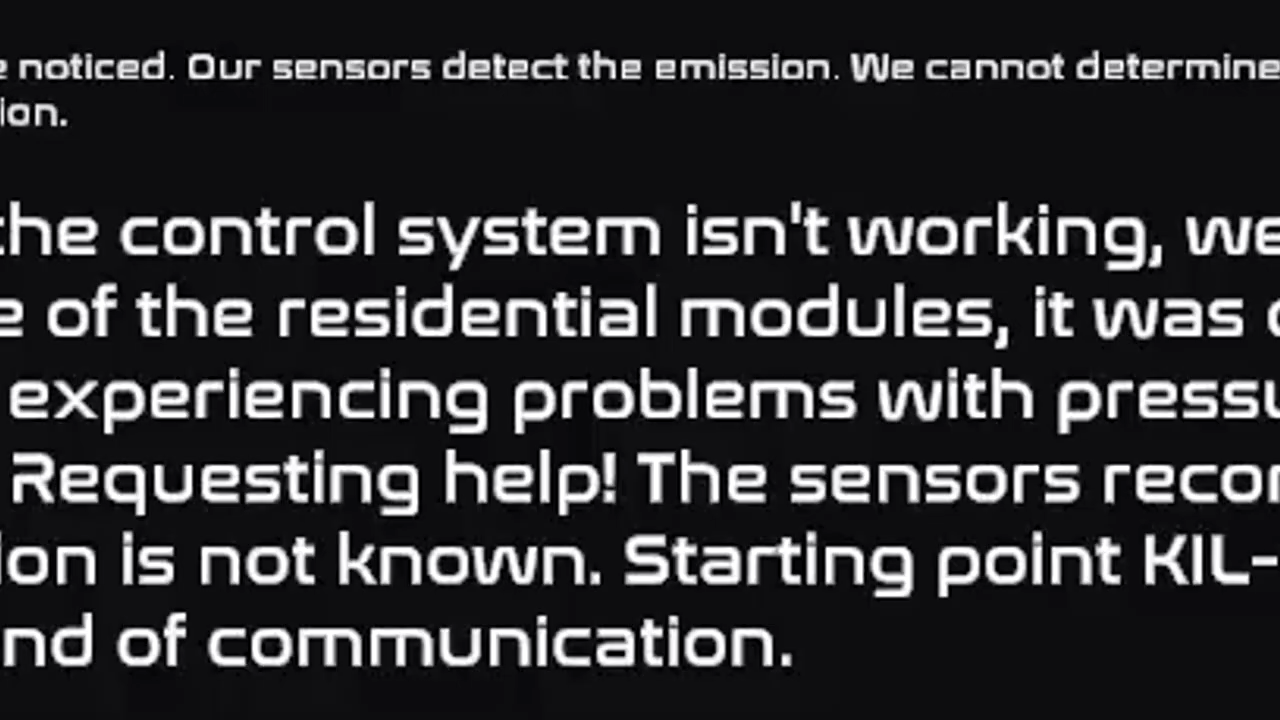 e noticed. Our sensors detect the emission. We cannot determine
ion.
the control system isn't working, we
e of the residential modules, it was
experiencing problems with pressu
Requesting help! The sensors recor
ion is not known. Starting point KIL-
nd of communication.